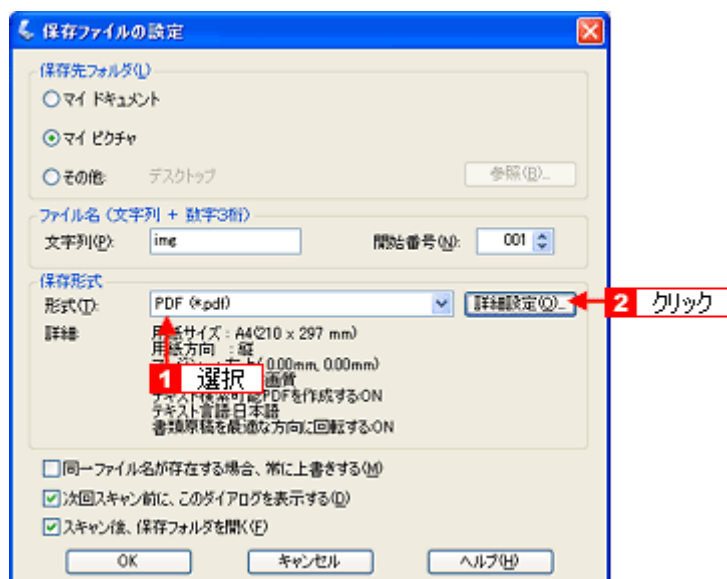 保存ファイルの設定
保存先フォルダ(L)
マイ ドキュメント
マイ ピクチャ
その他: デスクトップ 参照(B)...
ファイル名 (文字列 + 数字3桁)
文字列(P): img 開始番号(N): 001
保存形式
形式(T): PDF (*.pdf) 詳細設定(O)... 2 クリック
詳細: 用紙サイズ : A4(210 x 297 mm)
用紙方向 : 縦
0.00mm, 0.00mm)
1 選択 画質
テキスト検索可能PDFを作成する:ON
テキスト言語:日本語
書類原稿を最適な方向に回転する:ON
同一ファイル名が存在する場合、常に上書きする(M)
次回スキャン前に、このダイアログを表示する(D)
スキャン後、保存フォルダを開く(F)
OK キャンセル ヘルプ(H)